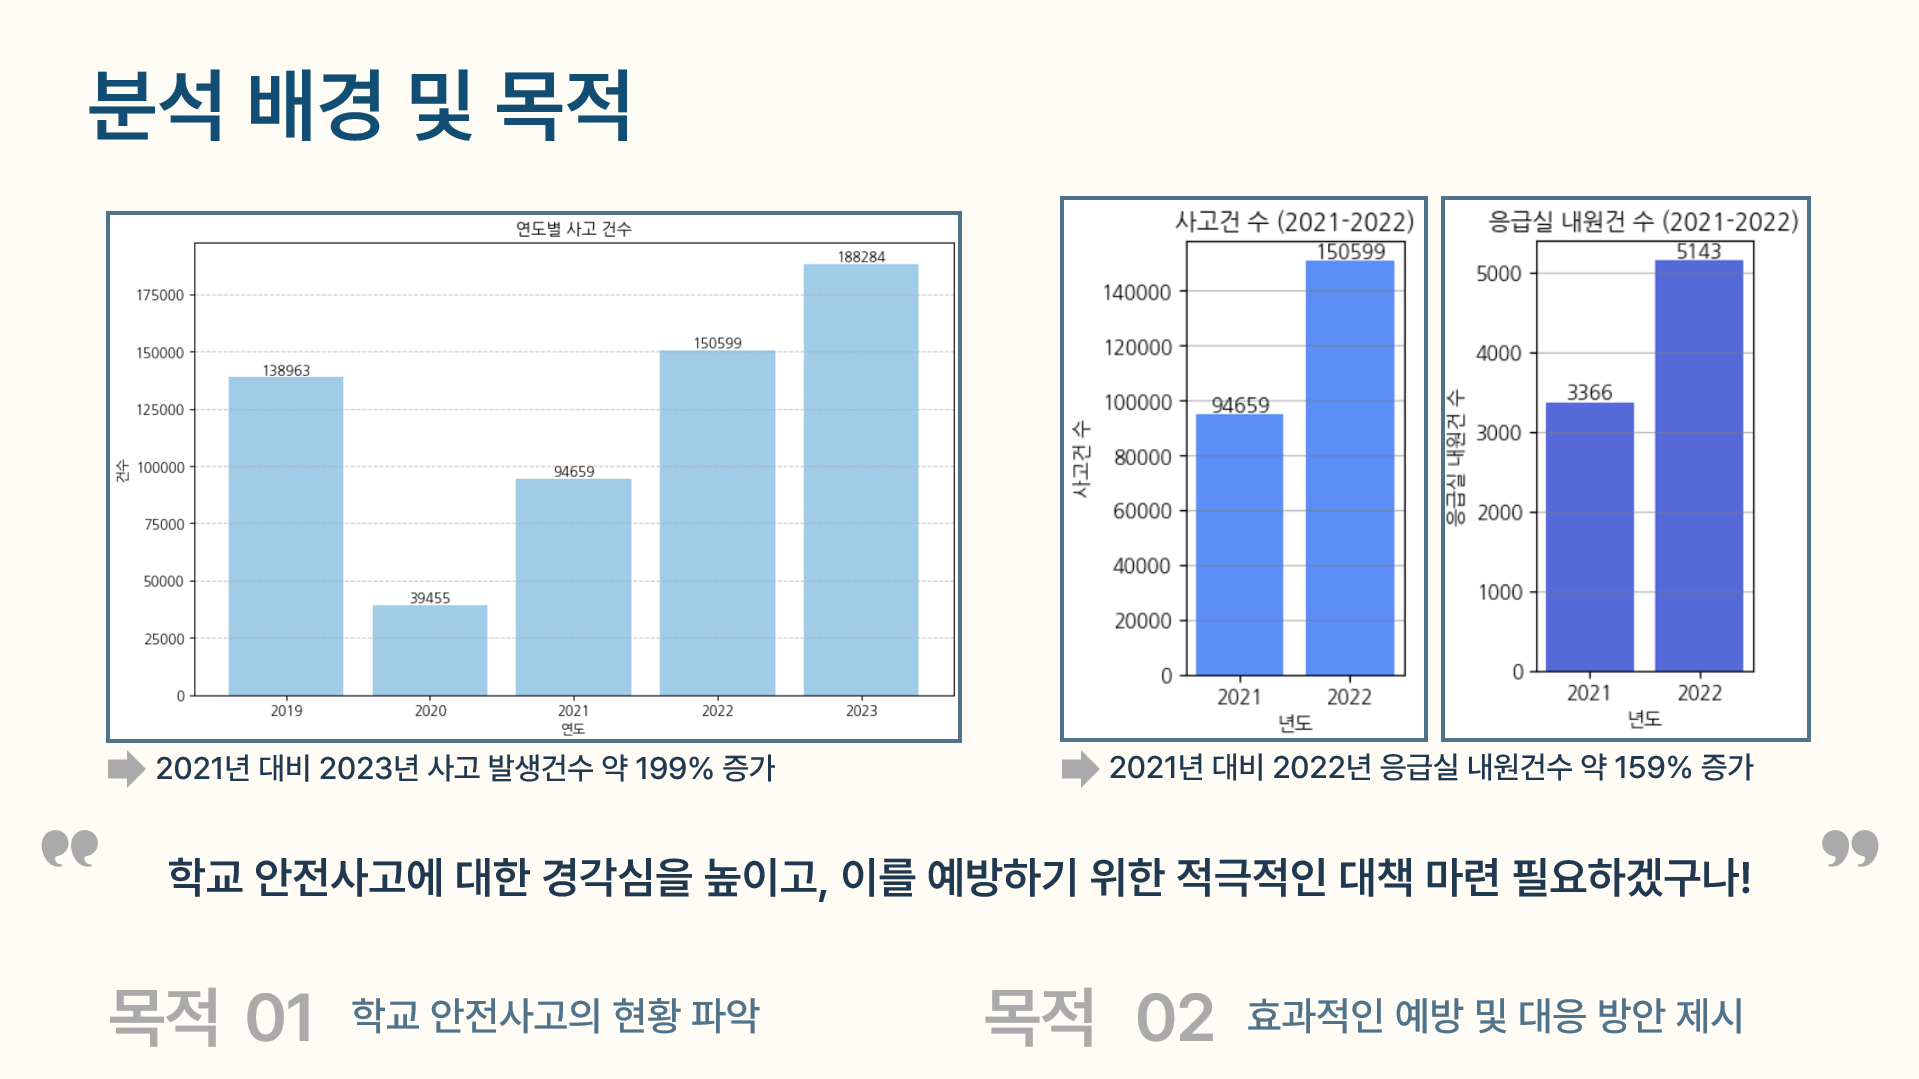 분석 배경 및 목적
연도별 사고 건수
188284
175000
150599
150000
138963
125000
건수
100000
94659
75000
50000
39455
25000
0
2019 2020 2021 2022 2023
연도
사고건 수 (2021-2022)
150599
140000
120000
100000
94659
사고건 수
80000
60000
40000
20000
0
2021 2022
년도
응급실 내원건 수 (2021-2022)
5143
5000
4000
3366
응급실 내원건 수
3000
2000
1000
0
2021 2022
년도
2021년 대비 2023년 사고 발생건수 약 199% 증가
2021년 대비 2022년 응급실 내원건수 약 159% 증가
” 학교 안전사고에 대한 경각심을 높이고, 이를 예방하기 위한 적극적인 대책 마련 필요하겠구나! ”
목적 01 학교 안전사고의 현황 파악
목적 02 효과적인 예방 및 대응 방안 제시